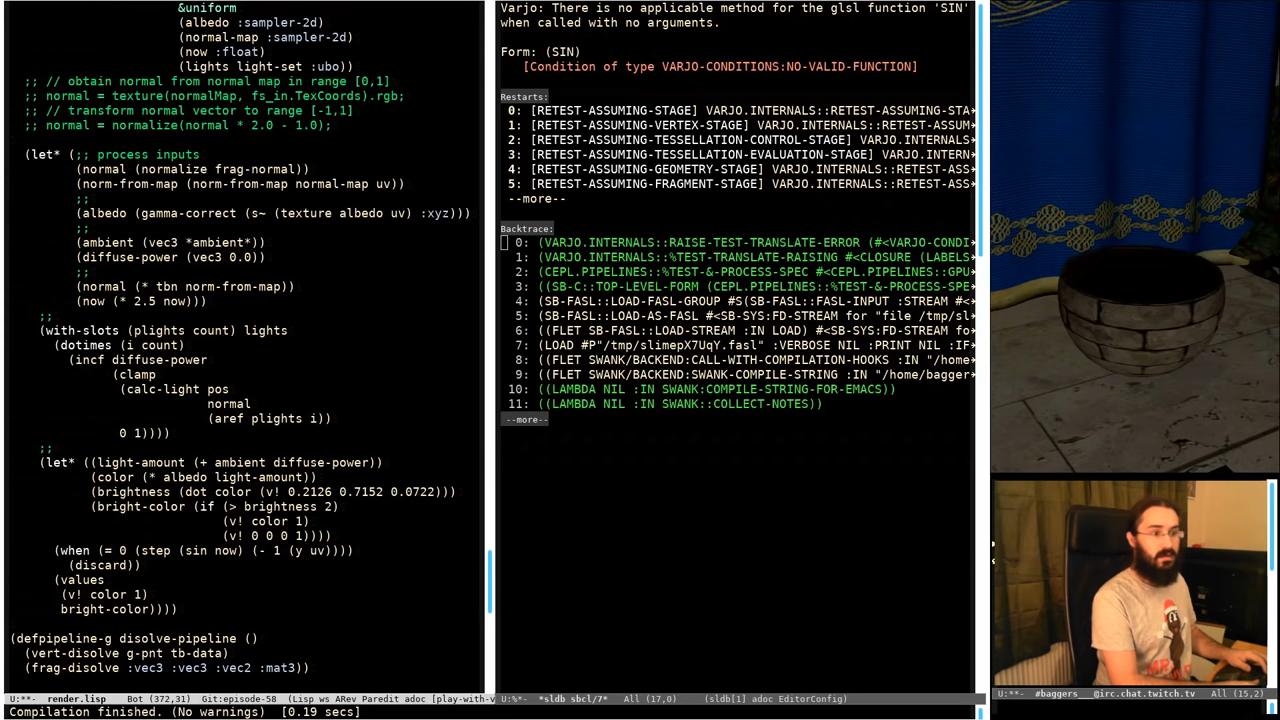 &uniform
(albedo :sampler-2d)
(normal-map :sampler-2d)
(now :float)
(lights light-set :ubo))
;; // obtain normal from normal map in range [0,1]
;; normal = texture(normalMap, fs_in.TexCoords).rgb;
;; // transform normal vector to range [-1,1]
;; normal = normalize(normal * 2.0 - 1.0);
(let* (;; process inputs
(normal (normalize frag-normal))
(norm-from-map (norm-from-map normal-map uv))
;;
(albedo (gamma-correct (s~ (texture albedo uv) :xyz)))
;;
(ambient (vec3 *ambient*))
(diffuse-power (vec3 0.0))
;;
(normal (* tbn norm-from-map))
(now (* 2.5 now)))
;;
(with-slots (plights count) lights
(dotimes (i count)
(incf diffuse-power
(clamp
(calc-light pos
normal
(aref plights i))
0 1))))
;;
(let* ((light-amount (+ ambient diffuse-power))
(color (* albedo light-amount))
(brightness (dot color (v! 0.2126 0.7152 0.0722)))
(bright-color (if (> brightness 2)
(v! color 1)
(v! 0 0 0 1))))
(when (= 0 (step (sin now) (- 1 (y uv))))
(discard))
(values
(v! color 1)
bright-color))))
(defpipeline-g disolve-pipeline ()
(vert-disolve g-pnt tb-data)
(frag-disolve :vec3 :vec3 :vec2 :mat3))
U:**- render.lisp Bot (372,31) Git:episode-58 (Lisp ws ARev Paredit adoc [play-with-v
Compilation finished. (No warnings) [0.19 secs]
Varjo: There is no applicable method for the glsl function 'SIN'
when called with no arguments.
Form: (SIN)
[Condition of type VARJO-CONDITIONS:NO-VALID-FUNCTION]
Restarts:
0: [RETEST-ASSUMING-STAGE] VARJO.INTERNALS::RETEST-ASSUMING-STA
1: [RETEST-ASSUMING-VERTEX-STAGE] VARJO.INTERNALS::RETEST-ASSUM
2: [RETEST-ASSUMING-TESSELLATION-CONTROL-STAGE] VARJO.INTERNALS
3: [RETEST-ASSUMING-TESSELLATION-EVALUATION-STAGE] VARJO.INTERN
4: [RETEST-ASSUMING-GEOMETRY-STAGE] VARJO.INTERNALS::RETEST-ASS
5: [RETEST-ASSUMING-FRAGMENT-STAGE] VARJO.INTERNALS::RETEST-ASS
--more--
Backtrace:
0: (VARJO.INTERNALS::RAISE-TEST-TRANSLATE-ERROR (#<VARJO-CONDI
1: (VARJO.INTERNALS::%TEST-TRANSLATE-RAISING #<CLOSURE (LABELS
2: (CEPL.PIPELINES::%TEST-&-PROCESS-SPEC #<CEPL.PIPELINES::GPU
3: ((SB-C::TOP-LEVEL-FORM (CEPL.PIPELINES::%TEST-&-PROCESS-SPE
4: (SB-FASL::LOAD-FASL-GROUP #S(SB-FASL::FASL-INPUT :STREAM #<
5: (SB-FASL::LOAD-AS-FASL #<SB-SYS:FD-STREAM for "file /tmp/sl
6: ((FLET SB-FASL::LOAD-STREAM :IN LOAD) #<SB-SYS:FD-STREAM fo
7: (LOAD #P"/tmp/slimepX7UqY.fasl" :VERBOSE NIL :PRINT NIL :IF
8: ((FLET SWANK/BACKEND:CALL-WITH-COMPILATION-HOOKS :IN "/home
9: ((FLET SWANK/BACKEND:SWANK-COMPILE-STRING :IN "/home/bagger
10: ((LAMBDA NIL :IN SWANK:COMPILE-STRING-FOR-EMACS))
11: ((LAMBDA NIL :IN SWANK::COLLECT-NOTES))
--more--
U:%*- *sldb sbcl/7* All (17,0) (sldb[1] adoc EditorConfig)
U:**- #baggers___@irc.chat.twitch.tv All (15,2)